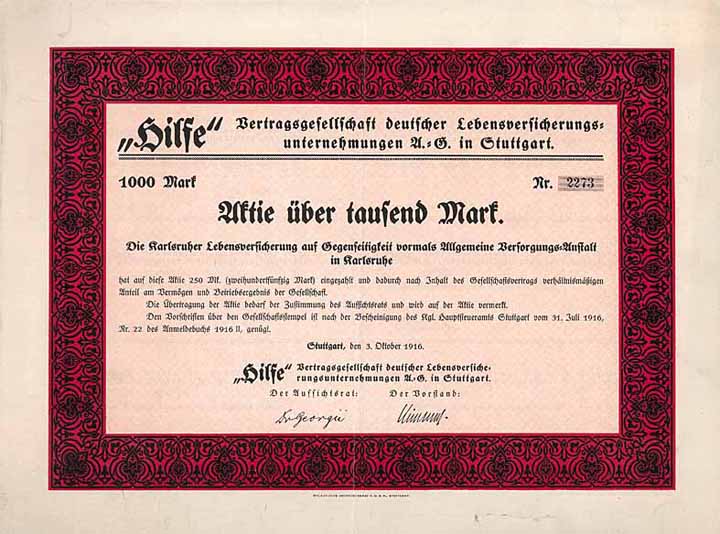 „Hilfe“ Vertragsgesellschaft deutscher Lebensversicherungs-
unternehmungen A.-G. in Stuttgart.
1000 Mark Nr. 2273
Aktie über tausend Mark.
Die Karlsruher Lebensversicherung auf Gegenseitigkeit vormals Allgemeine Versorgungs-Anstalt
in Karlsruhe
hat auf diese Aktie 250 Mk. (zweihundertfünfzig Mark) eingezahlt und dadurch nach Inhalt des Gesellschaftsvertrags verhältnismäßigen
Anteil am Vermögen und Betriebsergebnis der Gesellschaft.
Die Übertragung der Aktie bedarf der Zustimmung des Aufsichtsrats und wird auf der Aktie vermerkt.
Den Vorschriften über den Gesellschaftsstempel ist nach der Bescheinigung des Kgl. Hauptsteueramts Stuttgart vom 31. Juli 1916,
Nr. 22 des Anmeldebuchs 1916 II, genügt.
Stuttgart, den 3. Oktober 1916.
„Hilfe“ Vertragsgesellschaft deutscher Lebensversiche-
rungsunternehmungen A.-G. in Stuttgart.
Der Aufsichtsrat: Der Vorstand:
Dr Georgii